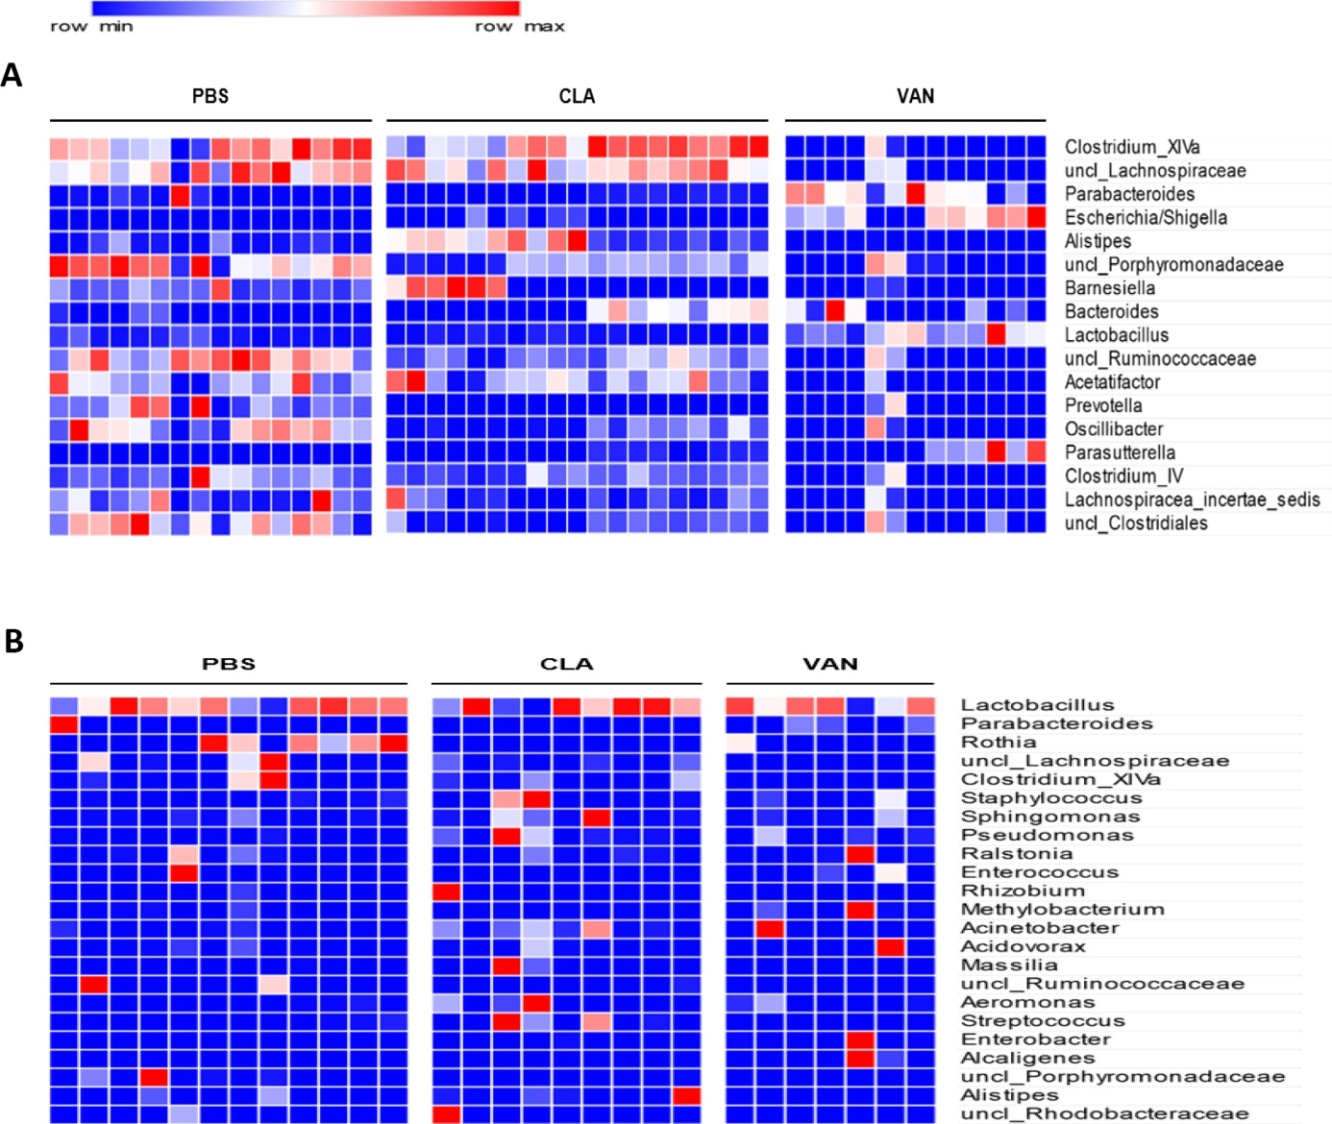 row min row max
A
PBS CLA VAN
Clostridium_XIVa
uncl_Lachnospiraceae
Parabacteroides
Escherichia/Shigella
Alistipes
uncl_Porphyromonadaceae
Barnesiella
Bacteroides
Lactobacillus
uncl_Ruminococcaceae
Acetatifactor
Prevotella
Oscillibacter
Parasutterella
Clostridium_IV
Lachnospiracea_incertae_sedis
uncl_Clostridiales
B
PBS CLA VAN
Lactobacillus
Parabacteroides
Rothia
uncl_Lachnospiraceae
Clostridium_XIVa
Staphylococcus
Sphingomonas
Pseudomonas
Ralstonia
Enterococcus
Rhizobium
Methylobacterium
Acinetobacter
Acidovorax
Massilia
uncl_Ruminococcaceae
Aeromonas
Streptococcus
Enterobacter
Alcaligenes
uncl_Porphyromonadaceae
Alistipes
uncl_Rhodobacteraceae